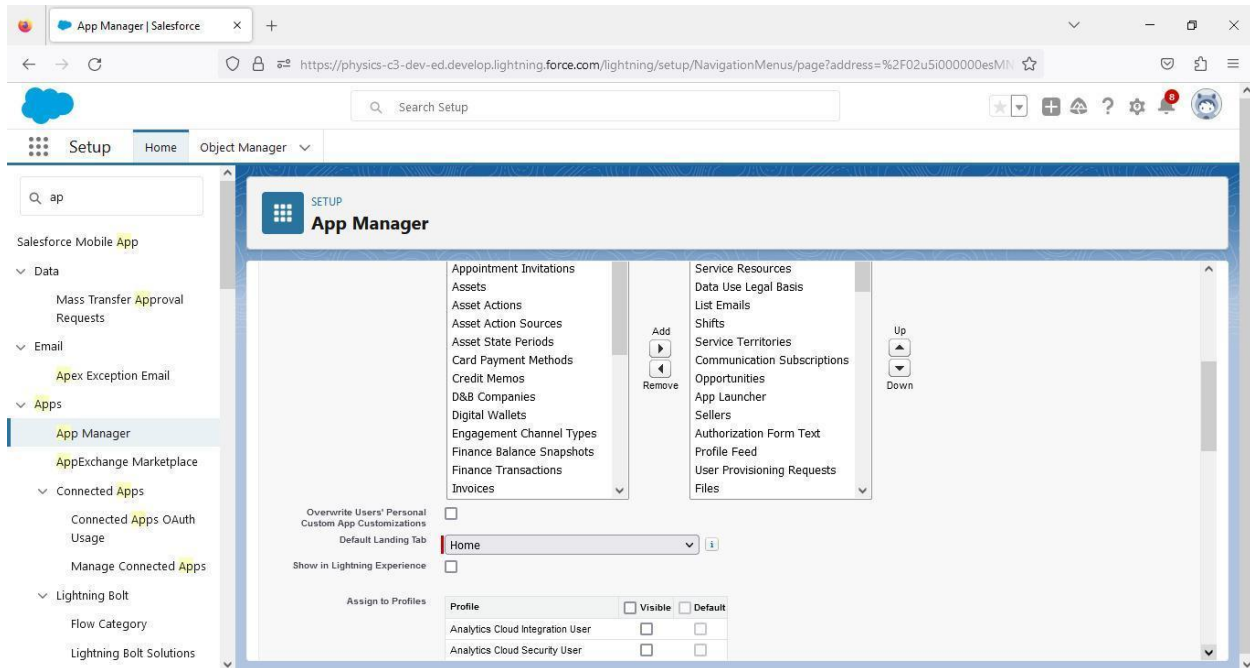 App Manager | Salesforce
https://physics-c3-dev-ed.develop.lightning.force.com/lightning/setup/NavigationMenus/page?address=%2F02u5i000000esMN
Search Setup
8
Setup
Home
Object Manager
ap
Salesforce Mobile App
Data
Mass Transfer Approval
Requests
Email
Apex Exception Email
Apps
App Manager
AppExchange Marketplace
Connected Apps
Connected Apps OAuth
Usage
Manage Connected Apps
Lightning Bolt
Flow Category
Lightning Bolt Solutions
SETUP
App Manager
Appointment Invitations
Assets
Asset Actions
Asset Action Sources
Asset State Periods
Card Payment Methods
Credit Memos
D&B Companies
Digital Wallets
Engagement Channel Types
Finance Balance Snapshots
Finance Transactions
Invoices
Add
Remove
Service Resources
Data Use Legal Basis
List Emails
Shifts
Service Territories
Communication Subscriptions
Opportunities
App Launcher
Sellers
Authorization Form Text
Profile Feed
User Provisioning Requests
Files
Up
Down
Overwrite Users' Personal
Custom App Customizations
Default Landing Tab
Home
Show in Lightning Experience
Assign to Profiles
Profile
Visible
Default
Analytics Cloud Integration User
Analytics Cloud Security User